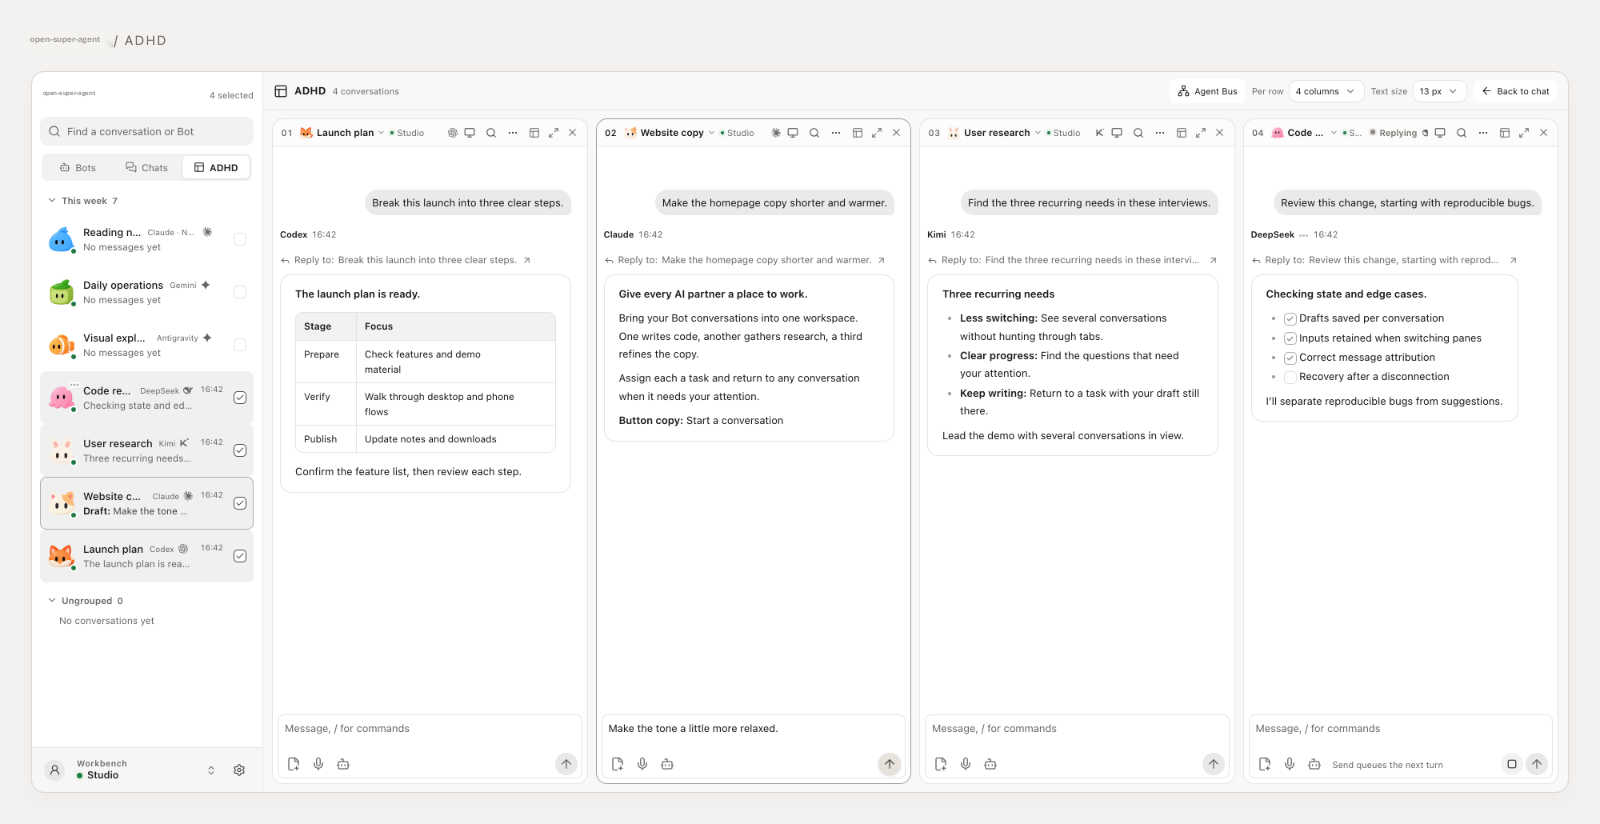 open-super-agent / ADHD
open-super-agent
4 selected
Find a conversation or Bot
Bots
Chats
ADHD
This week 7
Reading n... Claude · N...
No messages yet
Daily operations Gemini
No messages yet
Visual expl... Antigravity
No messages yet
Code re... DeepSeek 16:42
Checking state and ed...
User research Kimi 16:42
Three recurring needs...
Website c... Claude 16:42
Draft: Make the tone ...
Launch plan Codex 16:42
The launch plan is rea...
Ungrouped 0
No conversations yet
Workbench
Studio
ADHD 4 conversations
Agent Bus
Per row
4 columns
Text size
13 px
Back to chat
01 Launch plan Studio
Break this launch into three clear steps.
Codex 16:42
Reply to: Break this launch into three clear steps.
The launch plan is ready.
Stage Focus
Prepare Check features and demo
material
Verify Walk through desktop and phone
flows
Publish Update notes and downloads
Confirm the feature list, then review each step.
Message, / for commands
02 Website copy Studio
Make the homepage copy shorter and warmer.
Claude 16:42
Reply to: Make the homepage copy shorter and warmer.
Give every AI partner a place to work.
Bring your Bot conversations into one workspace.
One writes code, another gathers research, a third
refines the copy.
Assign each a task and return to any conversation
when it needs your attention.
Button copy: Start a conversation
Make the tone a little more relaxed.
03 User research Studio
Find the three recurring needs in these interviews.
Kimi 16:42
Reply to: Find the three recurring needs in these intervi...
Three recurring needs
Less switching: See several conversations
without hunting through tabs.
Clear progress: Find the questions that need
your attention.
Keep writing: Return to a task with your draft still
there.
Lead the demo with several conversations in view.
Message, / for commands
04 Code ... S... Replying
Review this change, starting with reproducible bugs.
DeepSeek 16:42
Reply to: Review this change, starting with reprod...
Checking state and edge cases.
Drafts saved per conversation
Inputs retained when switching panes
Correct message attribution
Recovery after a disconnection
I'll separate reproducible bugs from suggestions.
Message, / for commands
Send queues the next turn